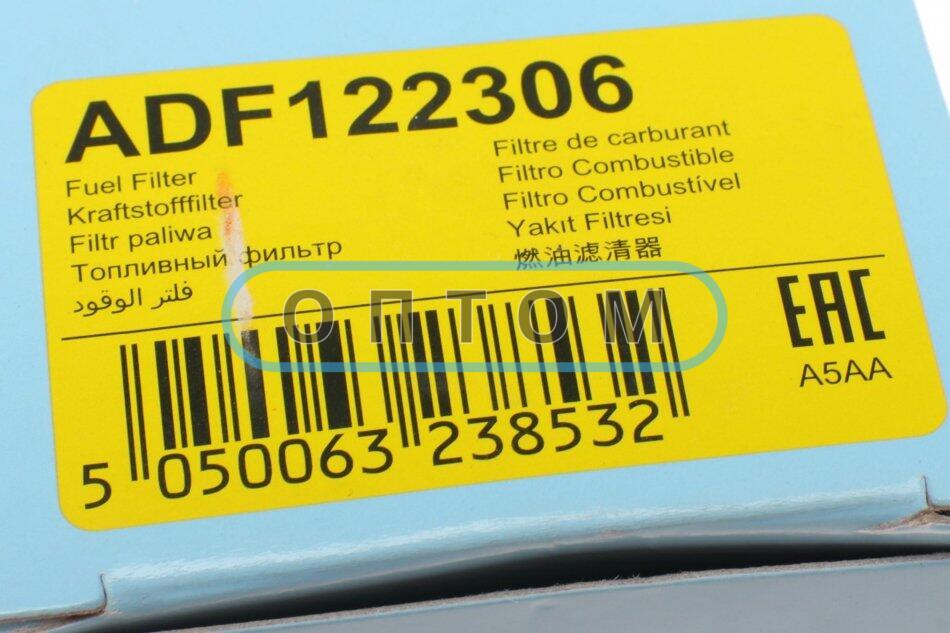 ADF122306
Fuel Filter
Kraftstofffilter
Filtr paliwa
Топливный фильтр
فلتر الوقود
Filtre de carburant
Filtro Combustible
Filtro Combustível
Yakıt Filtresi
燃油滤清器
ОПТОМ
EAC
A5AA
5 050063 238532